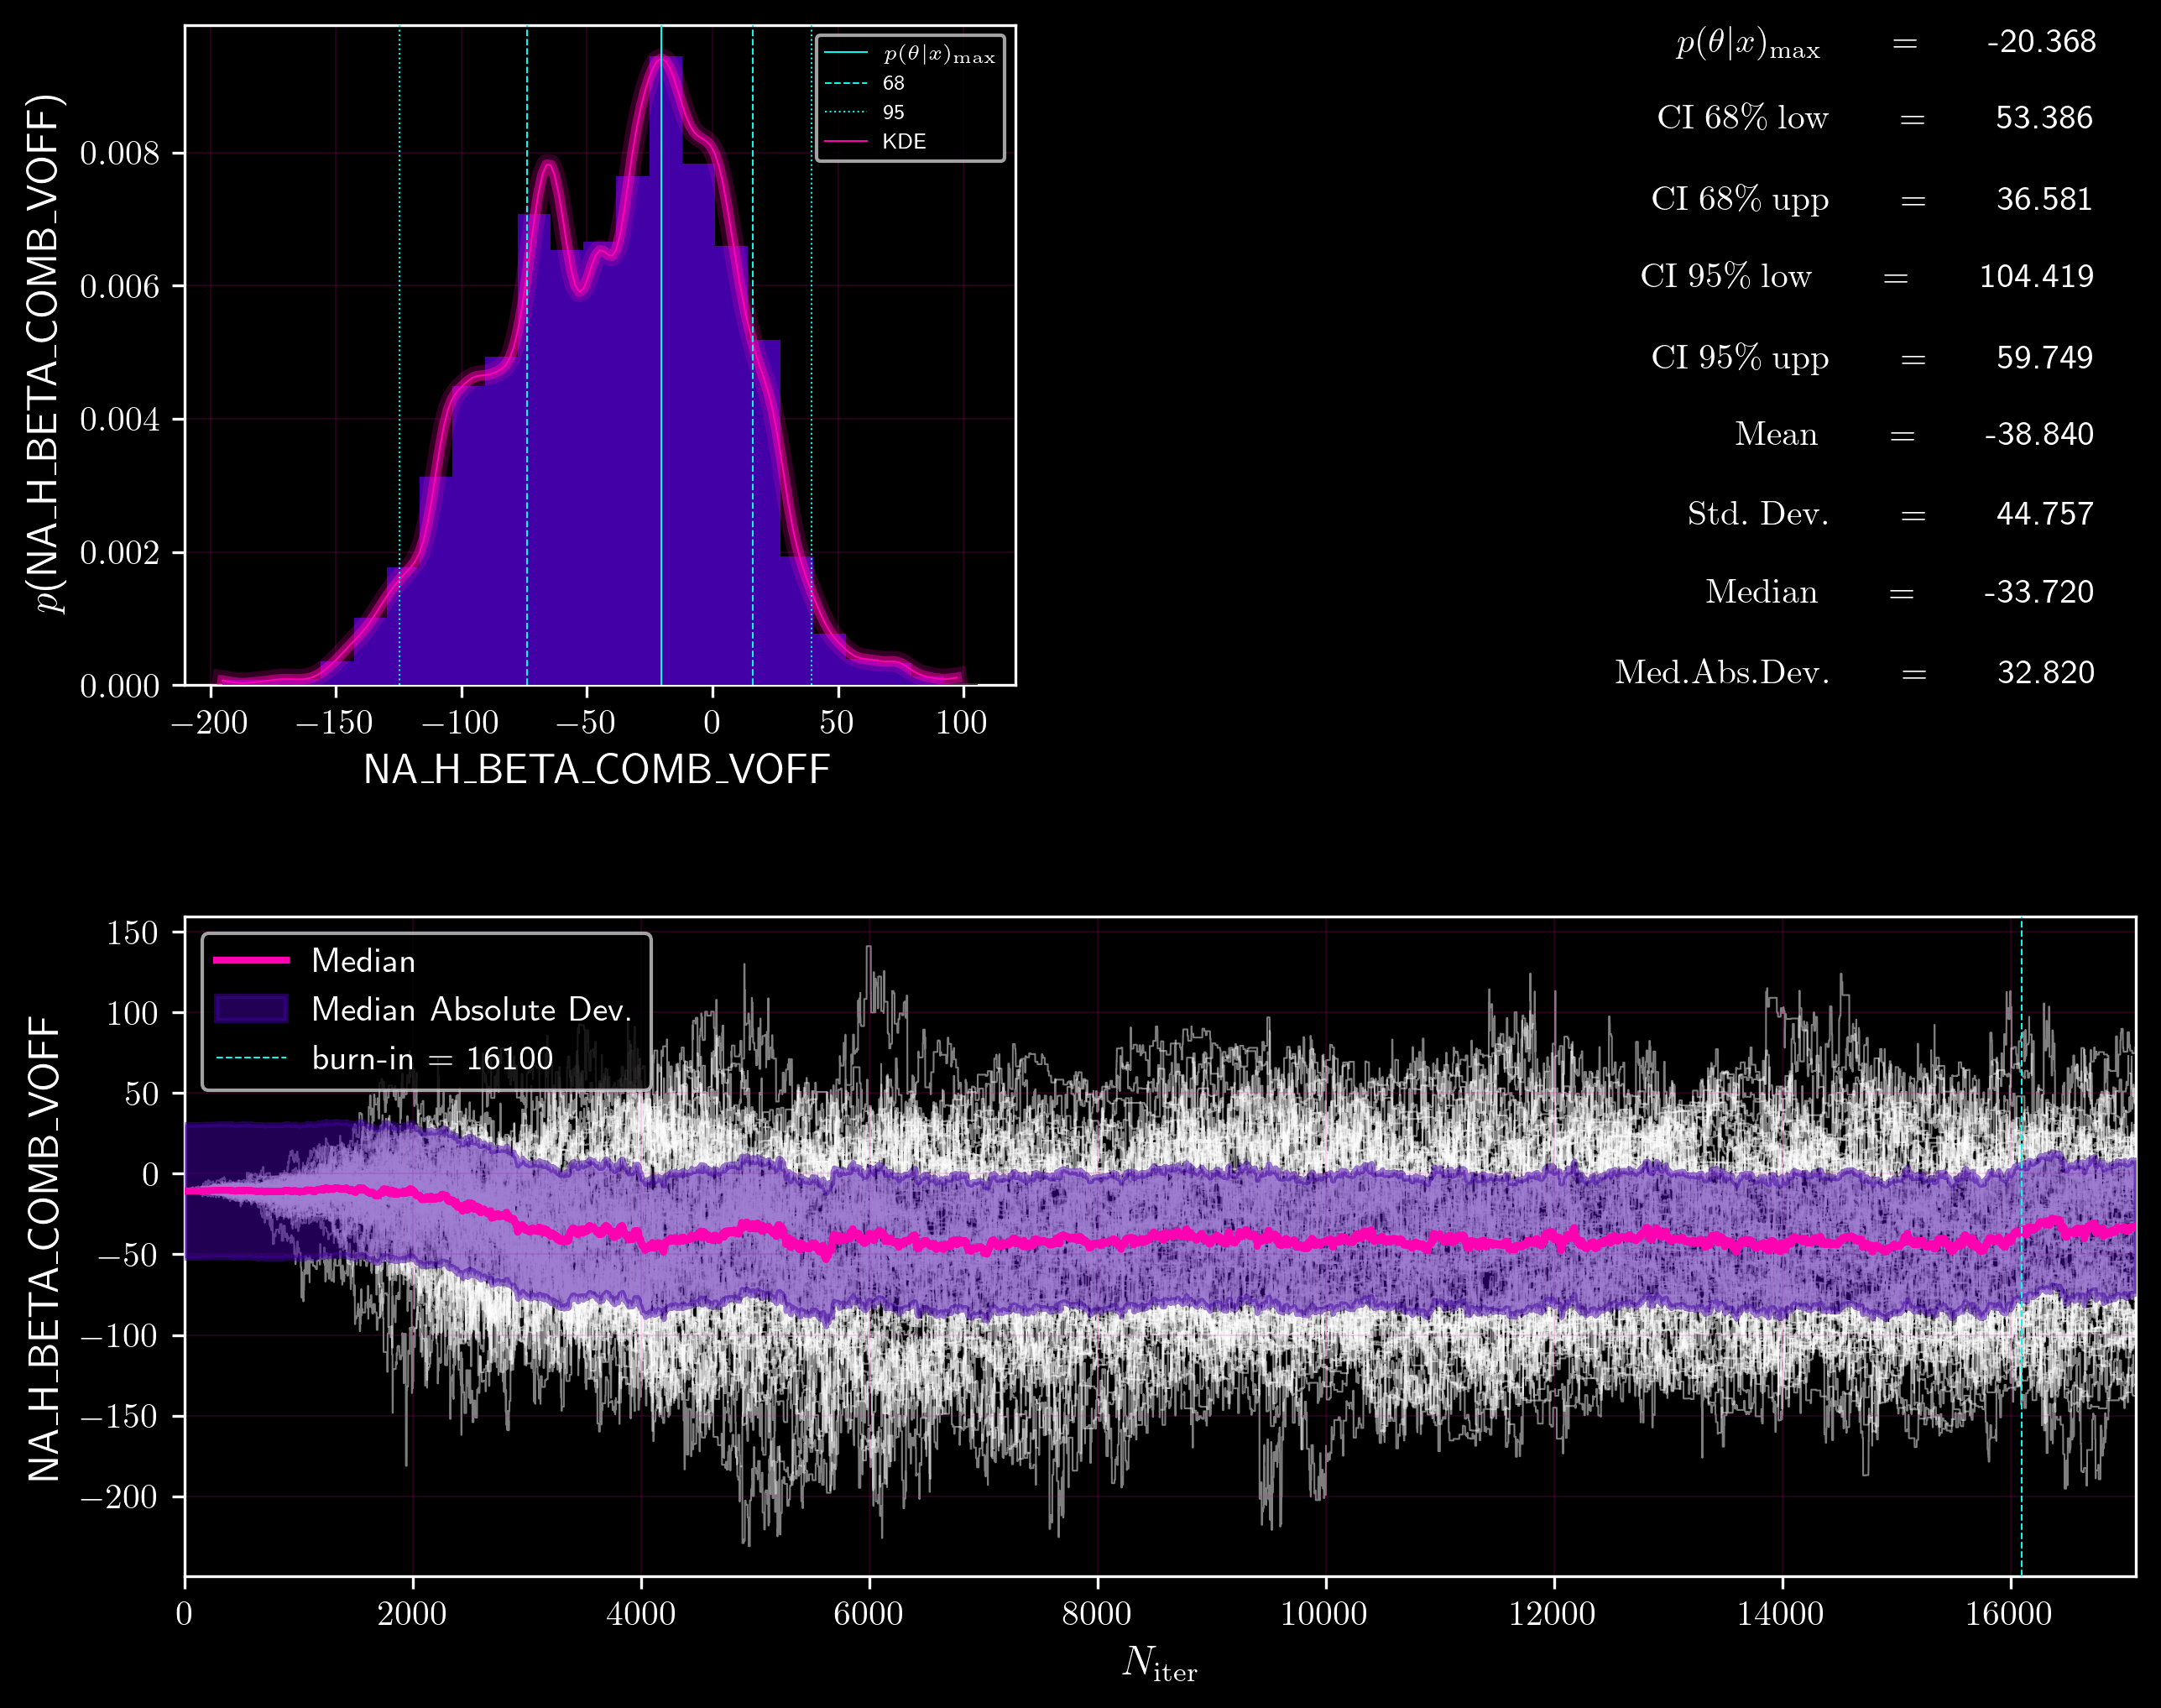 p(NA_H_BETA_COMB_VOFF)
0.008
0.006
0.004
0.002
0.000
−200 −150 −100 −50 0 50 100
NA_H_BETA_COMB_VOFF
p(θ|x)max
68
95
KDE
p(θ|x)max = -20.368
CI 68% low = 53.386
CI 68% upp = 36.581
CI 95% low = 104.419
CI 95% upp = 59.749
Mean = -38.840
Std. Dev. = 44.757
Median = -33.720
Med.Abs.Dev. = 32.820
NA_H_BETA_COMB_VOFF
150
100
50
0
−50
−100
−150
−200
Median
Median Absolute Dev.
burn-in = 16100
0 2000 4000 6000 8000 10000 12000 14000 16000
Niter